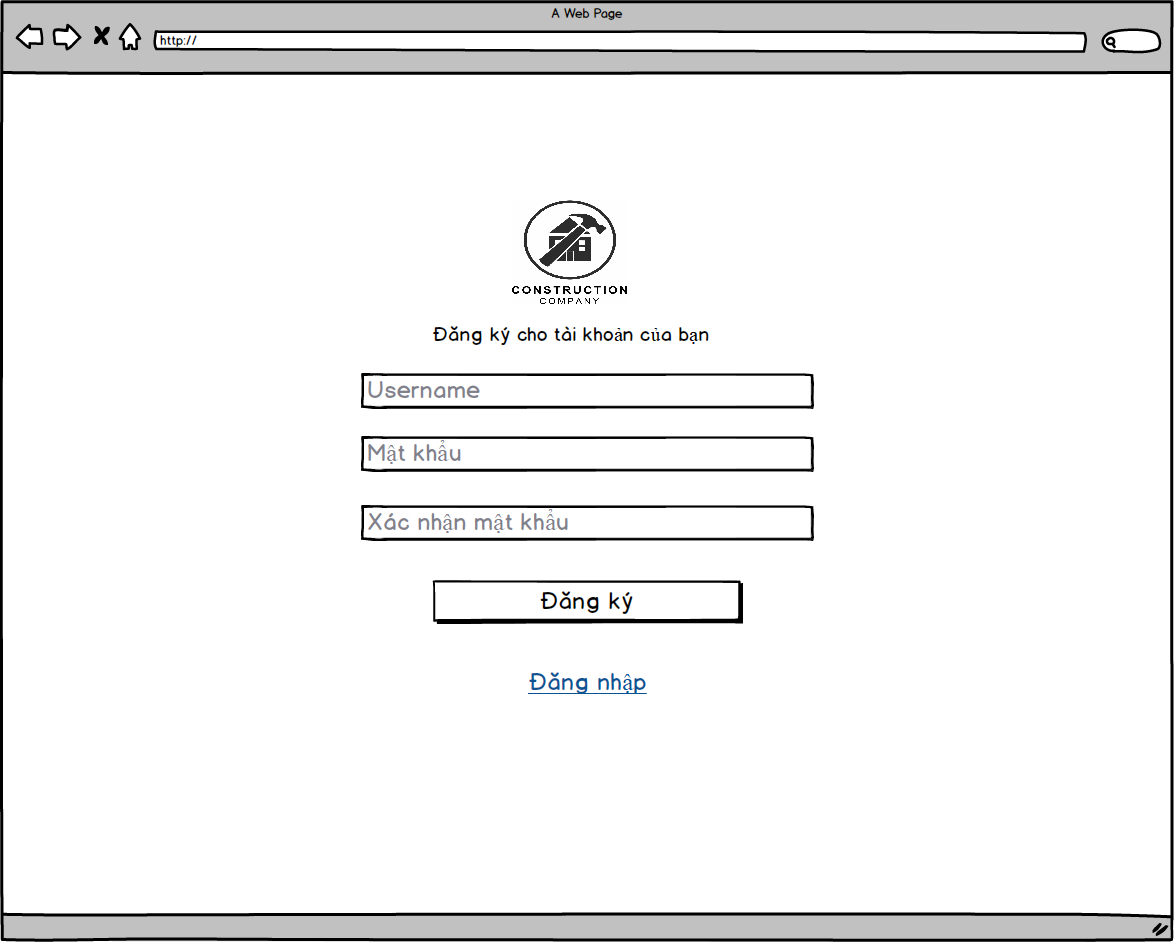 A Web Page
http://
CONSTRUCTION
COMPANY
Đăng ký cho tài khoản của bạn
Username
Mật khẩu
Xác nhận mật khẩu
Đăng ký
Đăng nhập